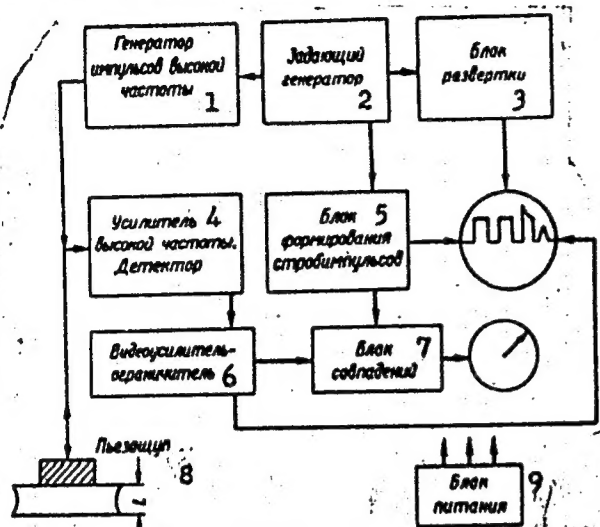 Генератор
импульсов высокой
частоты
1
Задающий
генератор
2
Блок
развертки
3
Усилитель 4
высокой частоты.
Детектор
Блок 5
формирования
стробимпульсов
Видеоусилитель-
ограничитель 6
Блок 7
совпадений
Пьезощуп
8
Блок 9
питания